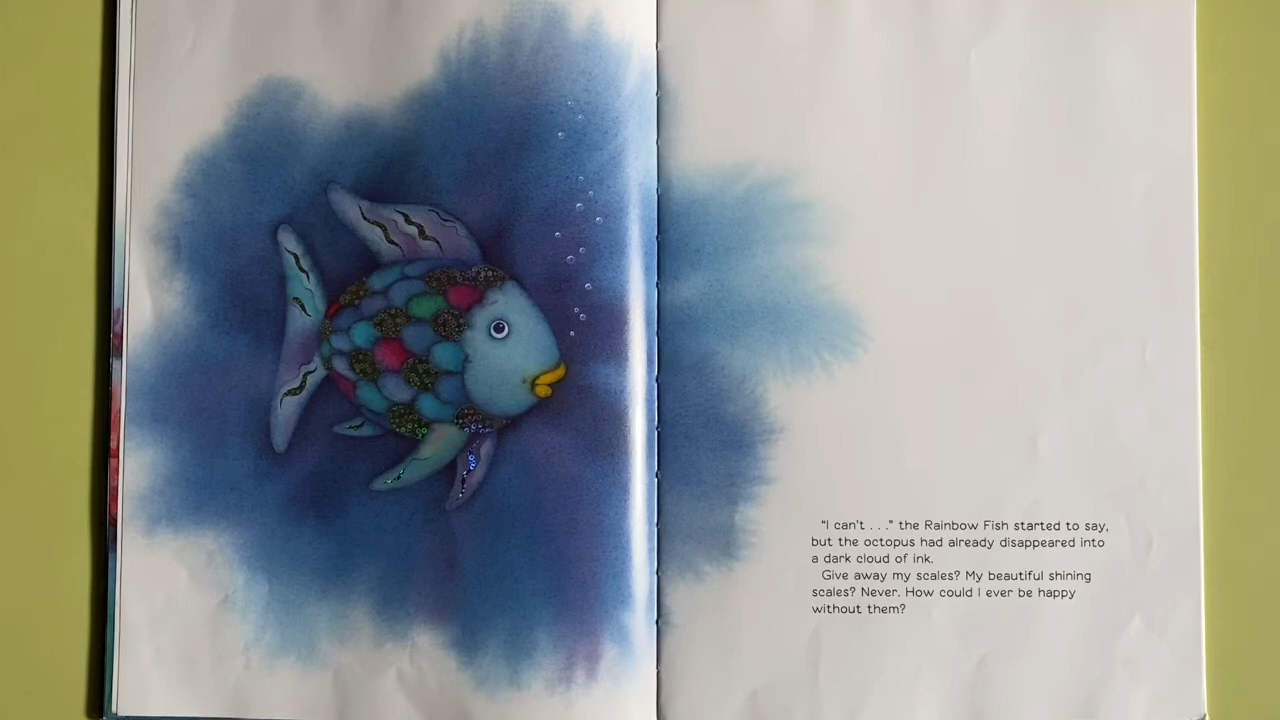 “I can’t . . .” the Rainbow Fish started to say,
but the octopus had already disappeared into
a dark cloud of ink.
Give away my scales? My beautiful shining
scales? Never. How could I ever be happy
without them?